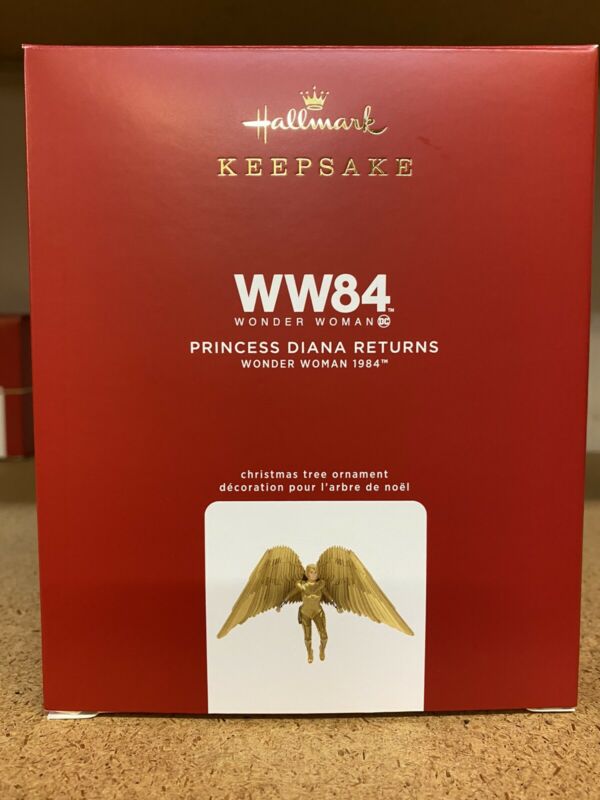 Hallmark
KEEPSAKE
WW84™
WONDER WOMAN DC
PRINCESS DIANA RETURNS
WONDER WOMAN 1984™
christmas tree ornament
décoration pour l'arbre de noël